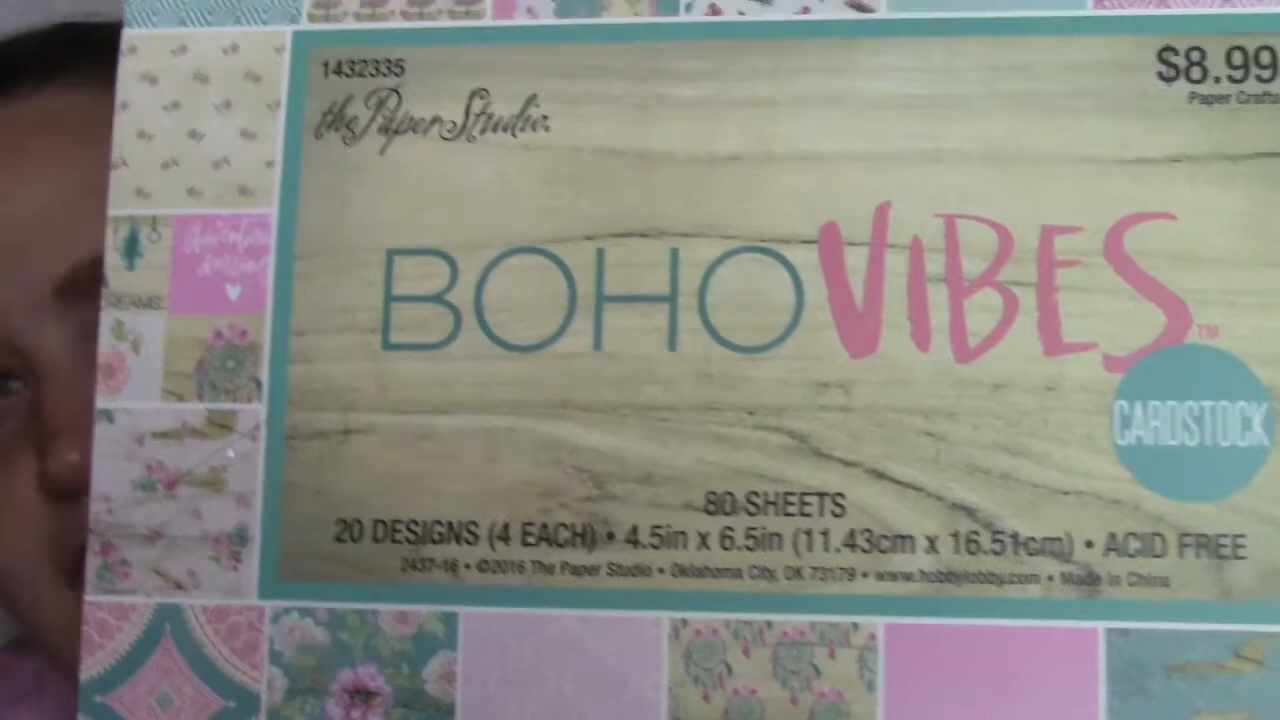 1432335
$8.99
Paper Crafts
the Paper Studio
BOHO VIBES™
CARDSTOCK
80 SHEETS
20 DESIGNS (4 EACH) • 4.5in x 6.5in (11.43cm x 16.51cm) • ACID FREE
2437-16 • ©2016 The Paper Studio • Oklahoma City, OK 73179 • www.hobbylobby.com • Made in China